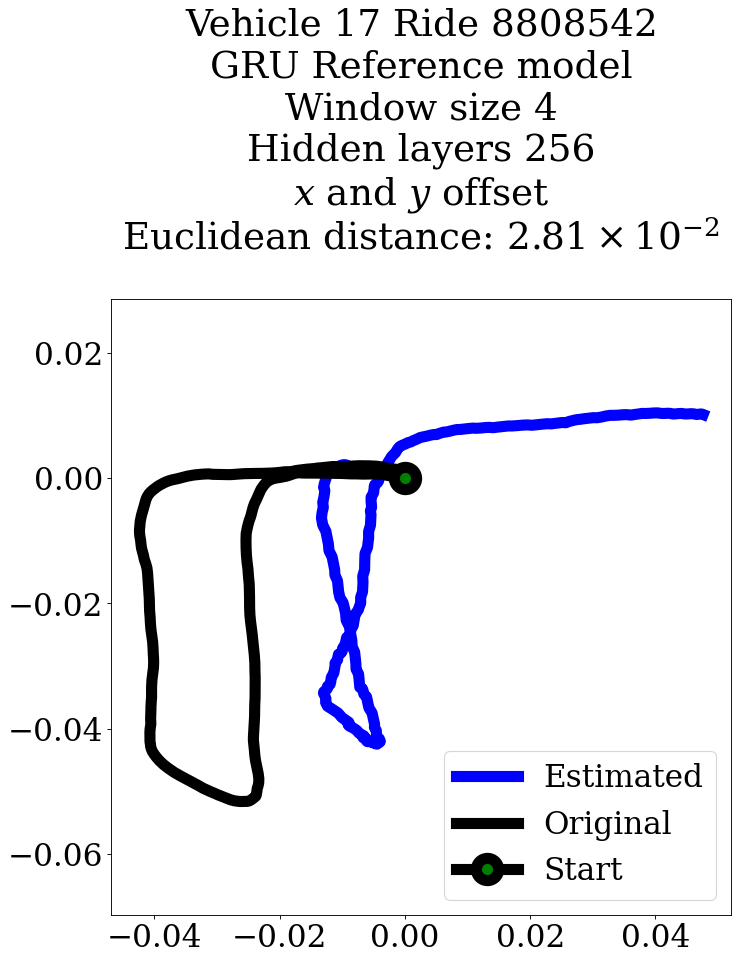 Vehicle 17 Ride 8808542
GRU Reference model
Window size 4
Hidden layers 256
x and y offset
Euclidean distance: 2.81 × 10⁻²
0.02
0.00
−0.02
−0.04
−0.06
Estimated
Original
Start
−0.04 −0.02 0.00 0.02 0.04